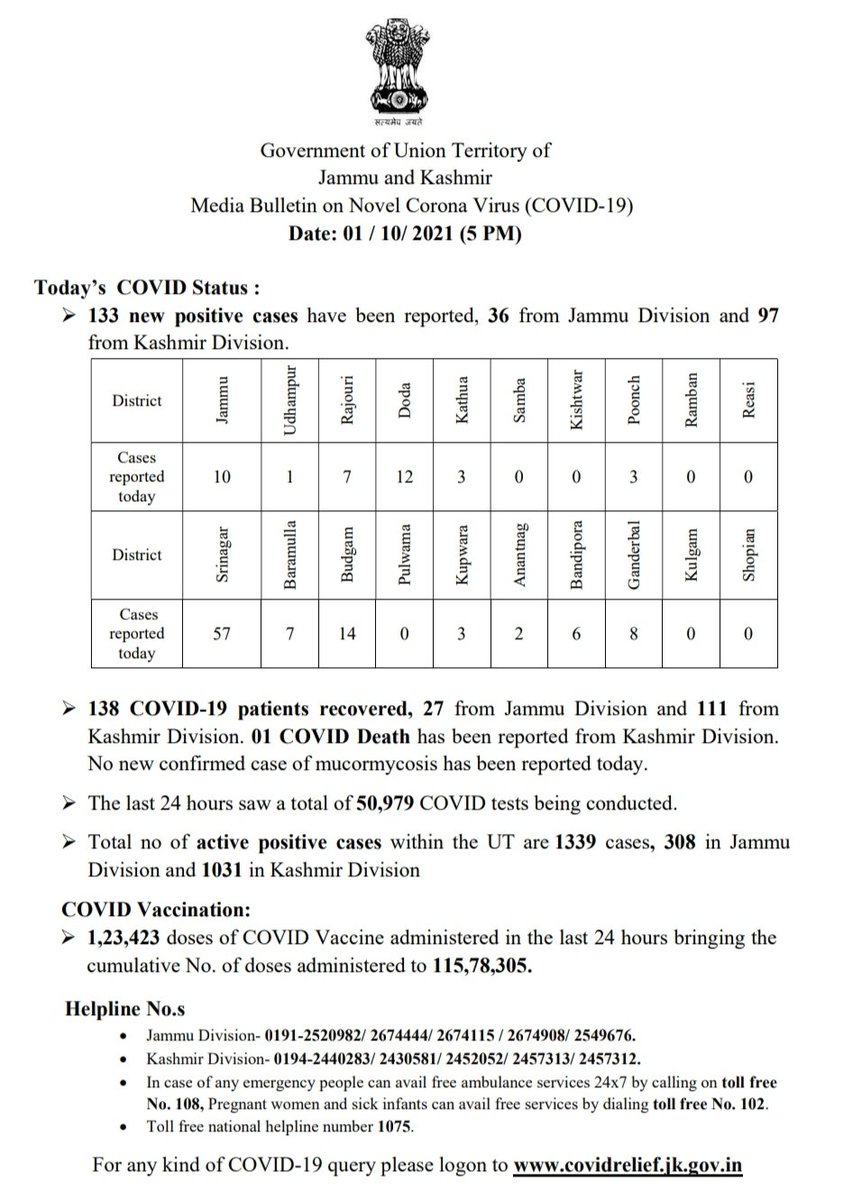 सत्यमेव जयते
Government of Union Territory of
Jammu and Kashmir
Media Bulletin on Novel Corona Virus (COVID-19)
Date: 01 / 10/ 2021 (5 PM)
Today’s COVID Status :
➢ 133 new positive cases have been reported, 36 from Jammu Division and 97
from Kashmir Division.
District Jammu Udhampur Rajouri Doda Kathua Samba Kishtwar Poonch Ramban Reasi
Cases
reported
today 10 1 7 12 3 0 0 3 0 0
District Srinagar Baramulla Budgam Pulwama Kupwara Anantnag Bandipora Ganderbal Kulgam Shopian
Cases
reported
today 57 7 14 0 3 2 6 8 0 0
➢ 138 COVID-19 patients recovered, 27 from Jammu Division and 111 from
Kashmir Division. 01 COVID Death has been reported from Kashmir Division.
No new confirmed case of mucormycosis has been reported today.
➢ The last 24 hours saw a total of 50,979 COVID tests being conducted.
➢ Total no of active positive cases within the UT are 1339 cases, 308 in Jammu
Division and 1031 in Kashmir Division
COVID Vaccination:
➢ 1,23,423 doses of COVID Vaccine administered in the last 24 hours bringing the
cumulative No. of doses administered to 115,78,305.
Helpline No.s
• Jammu Division- 0191-2520982/ 2674444/ 2674115 / 2674908/ 2549676.
• Kashmir Division- 0194-2440283/ 2430581/ 2452052/ 2457313/ 2457312.
• In case of any emergency people can avail free ambulance services 24x7 by calling on toll free
No. 108, Pregnant women and sick infants can avail free services by dialing toll free No. 102.
• Toll free national helpline number 1075.
For any kind of COVID-19 query please logon to www.covidrelief.jk.gov.in